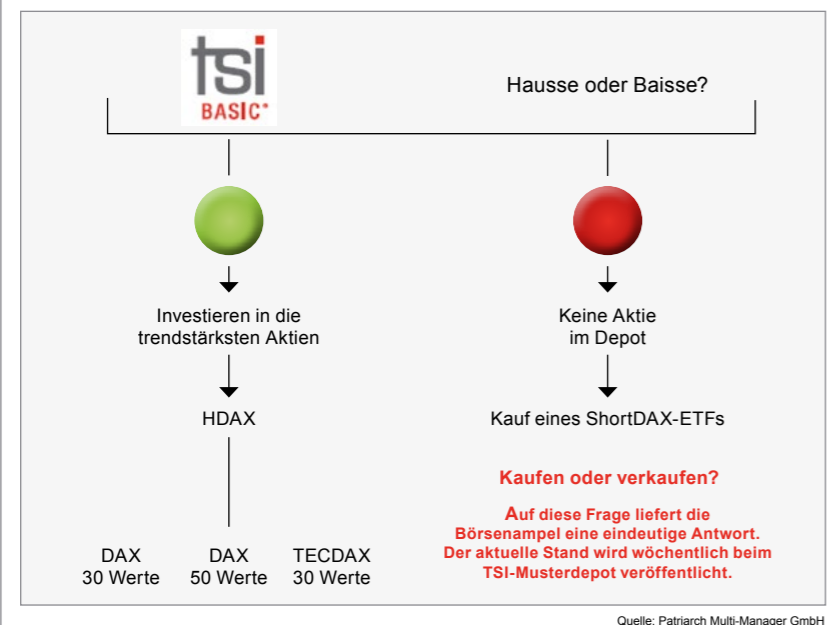 tsi
BASIC*
Hausse oder Baisse?
Investieren in die
trendstärksten Aktien
Keine Aktie
im Depot
HDAX
Kauf eines ShortDAX-ETFs
Kaufen oder verkaufen?
Auf diese Frage liefert die
Börsenampel eine eindeutige Antwort.
Der aktuelle Stand wird wöchentlich beim
TSI-Musterdepot veröffentlicht.
DAX
30 Werte
DAX
50 Werte
TECDAX
30 Werte
Quelle: Patriarch Multi-Manager GmbH